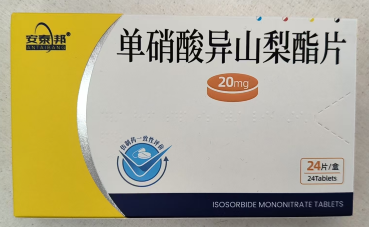 安泰邦®
ANTAIBANG
单硝酸异山梨酯片
20mg
仿制药一致性评价
24片/盒
24Tablets
ISOSORBIDE MONONITRATE TABLETS